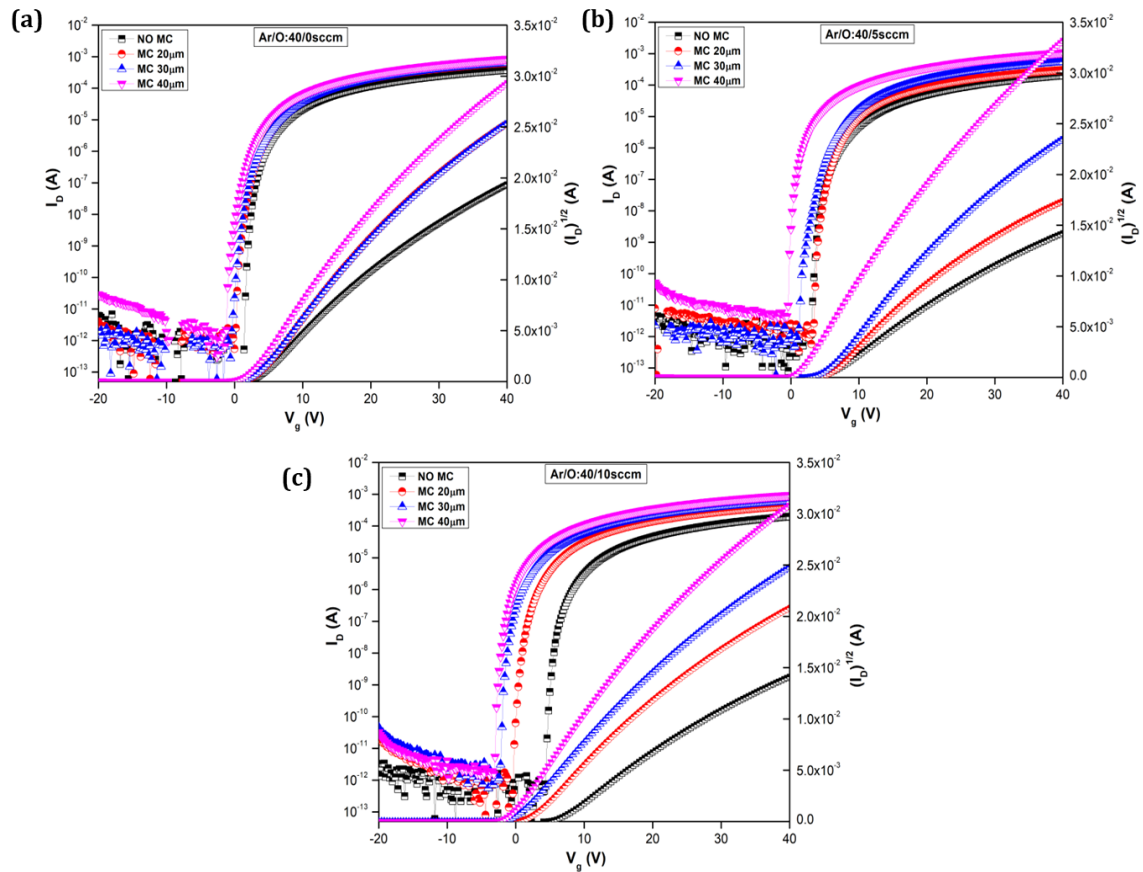 (a)
Ar/O:40/0sccm
NO MC
MC 20μm
MC 30μm
MC 40μm
I_D (A)
10^-2
10^-3
10^-4
10^-5
10^-6
10^-7
10^-8
10^-9
10^-10
10^-11
10^-12
10^-13
3.5x10^-2
3.0x10^-2
2.5x10^-2
2.0x10^-2
1.5x10^-2
1.0x10^-2
5.0x10^-3
0.0
(I_D)^1/2 (A)
-20 -10 0 10 20 30 40
V_g (V)
(b)
Ar/O:40/5sccm
NO MC
MC 20μm
MC 30μm
MC 40μm
I_D (A)
10^-2
10^-3
10^-4
10^-5
10^-6
10^-7
10^-8
10^-9
10^-10
10^-11
10^-12
10^-13
3.5x10^-2
3.0x10^-2
2.5x10^-2
2.0x10^-2
1.5x10^-2
1.0x10^-2
5.0x10^-3
0.0
(I_D)^1/2 (A)
-20 -10 0 10 20 30 40
V_g (V)
(c)
Ar/O:40/10sccm
NO MC
MC 20μm
MC 30μm
MC 40μm
I_D (A)
10^-2
10^-3
10^-4
10^-5
10^-6
10^-7
10^-8
10^-9
10^-10
10^-11
10^-12
10^-13
3.5x10^-2
3.0x10^-2
2.5x10^-2
2.0x10^-2
1.5x10^-2
1.0x10^-2
5.0x10^-3
0.0
(I_D)^1/2 (A)
-20 -10 0 10 20 30 40
V_g (V)